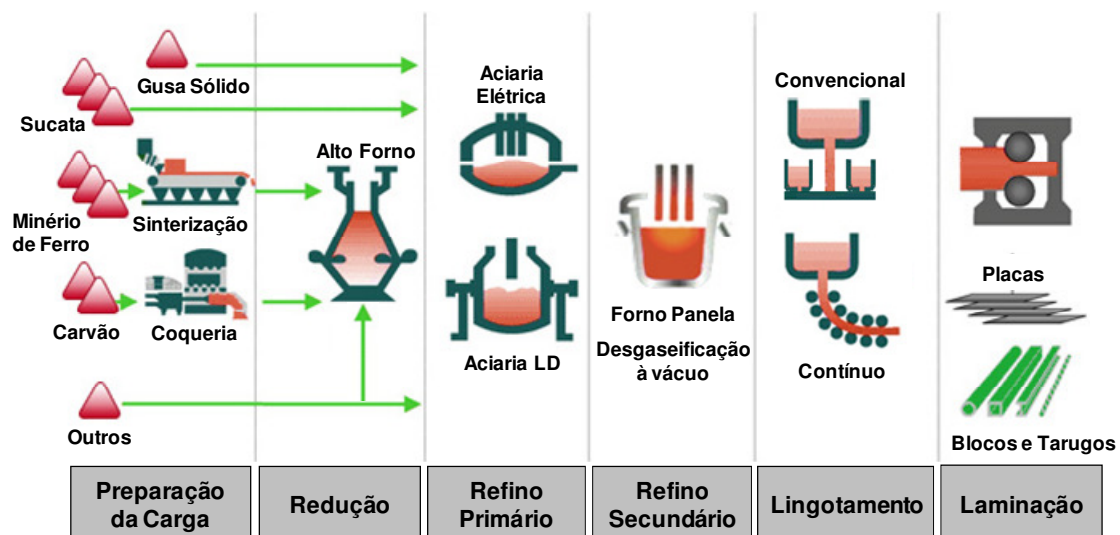 Gusa Sólido
Sucata
Minério
de Ferro
Sinterização
Carvão
Coqueria
Outros
Alto Forno
Aciaria
Elétrica
Aciaria LD
Forno Panela
Desgaseificação
à vácuo
Convencional
Contínuo
Placas
Blocos e Tarugos
Preparação
da Carga
Redução
Refino
Primário
Refino
Secundário
Lingotamento
Laminação